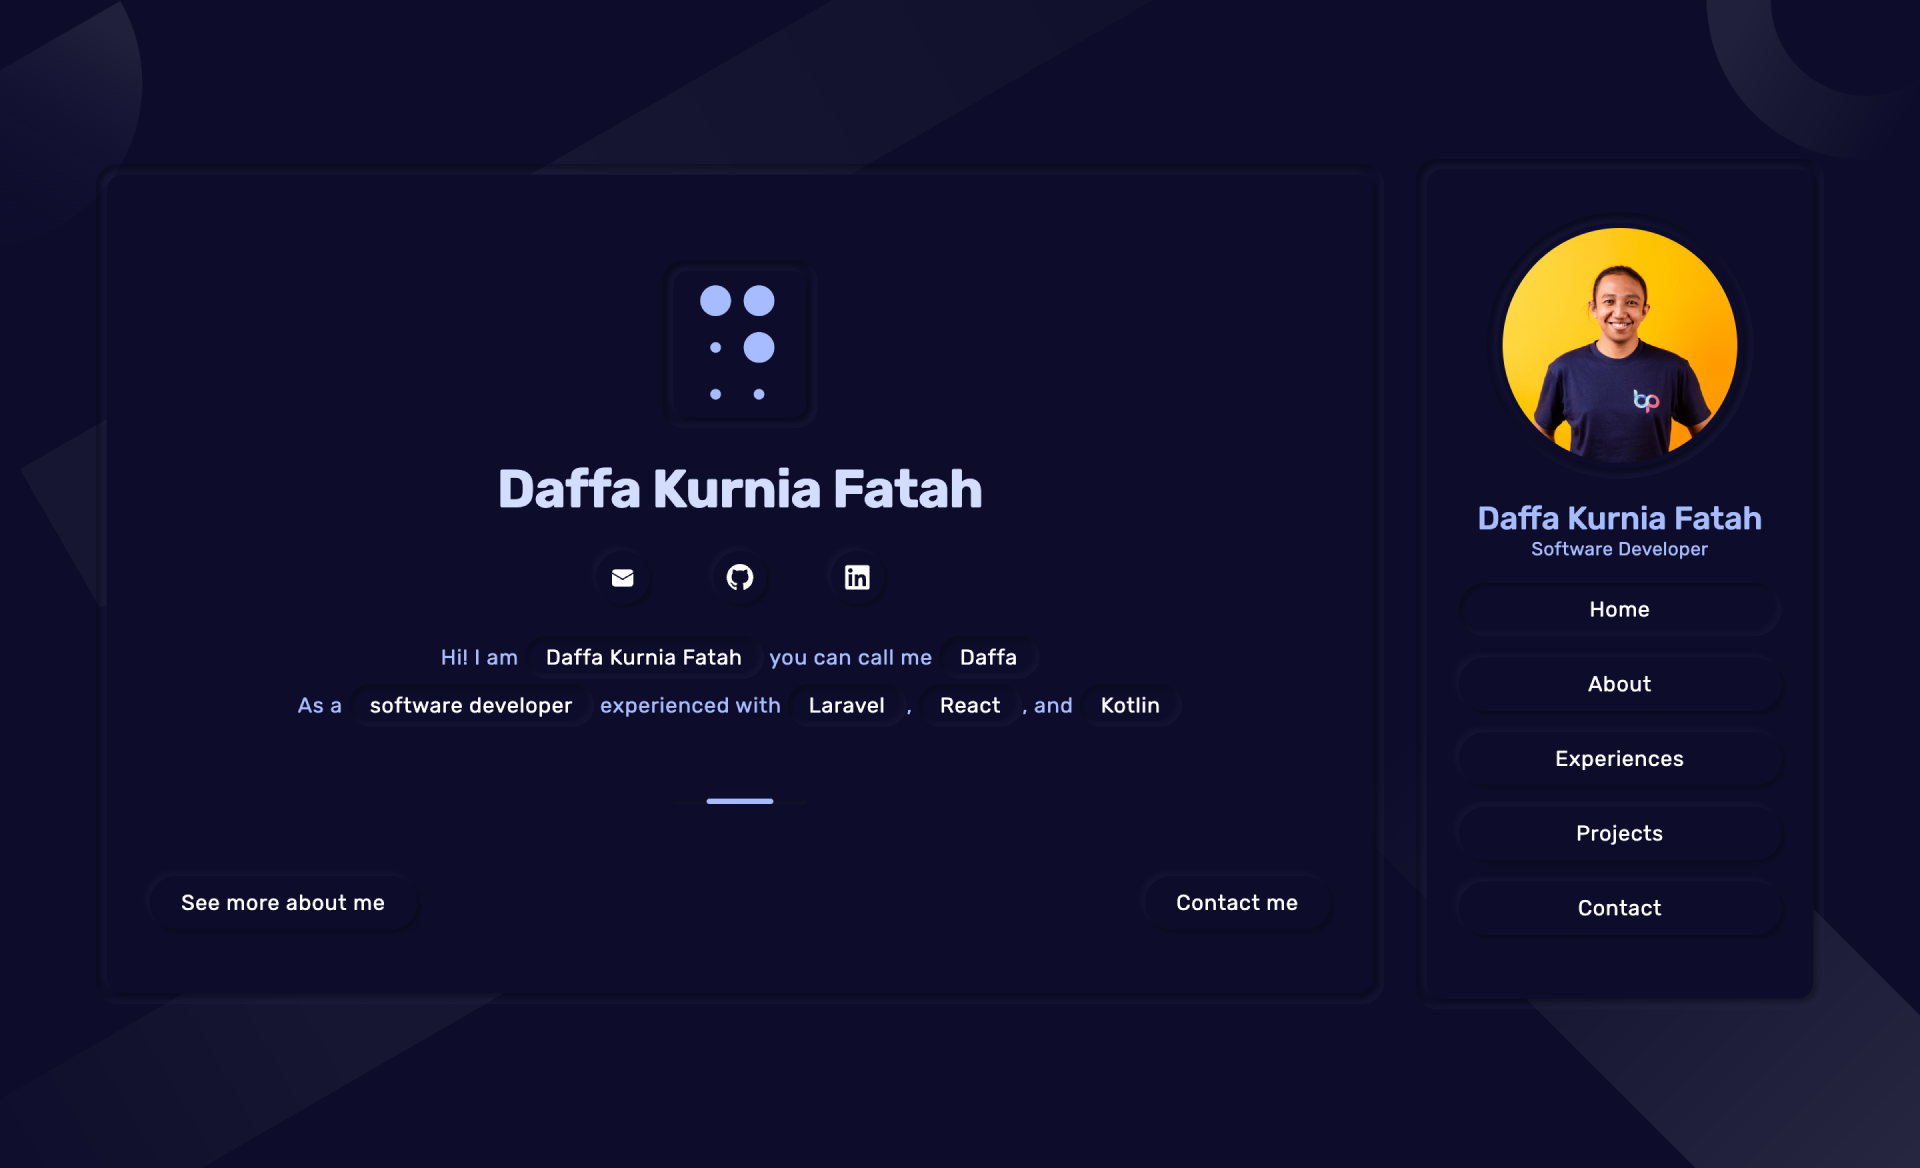 Daffa Kurnia Fatah
Hi! I am Daffa Kurnia Fatah you can call me Daffa
As a software developer experienced with Laravel , React , and Kotlin
See more about me
Contact me
bp
Daffa Kurnia Fatah
Software Developer
Home
About
Experiences
Projects
Contact